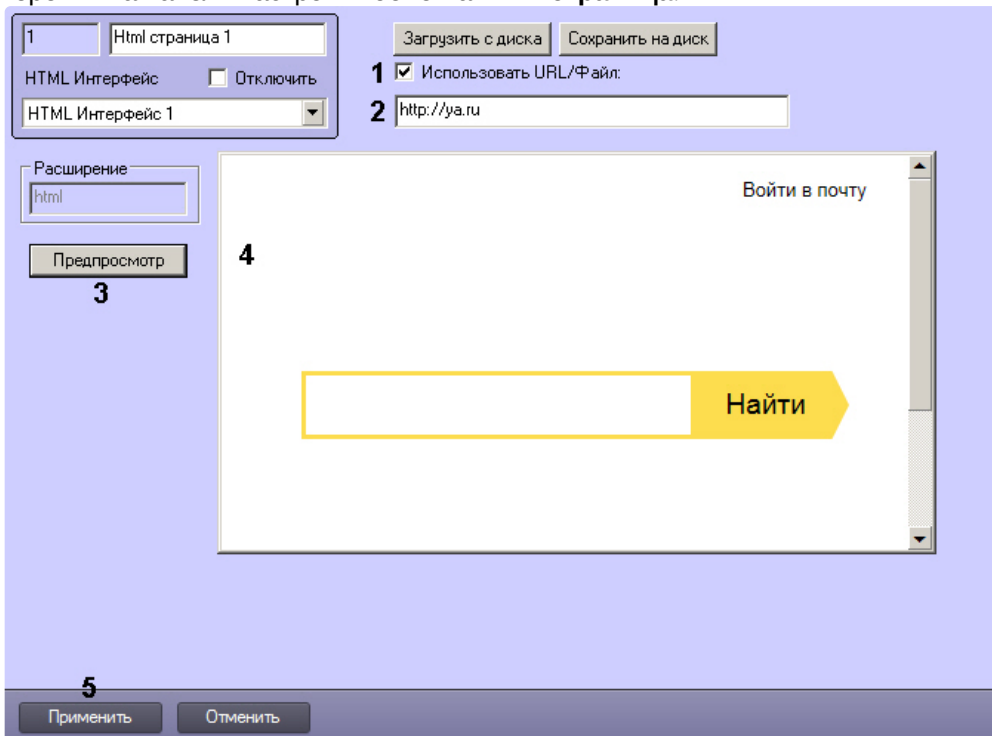 1 Html страница 1
Загрузить с диска Сохранить на диск
HTML Интерфейс Отключить
1 Использовать URL/Файл:
HTML Интерфейс 1
2 http://ya.ru
Расширение
html
Войти в почту
Предпросмотр
3
4
Найти
5
Применить Отменить